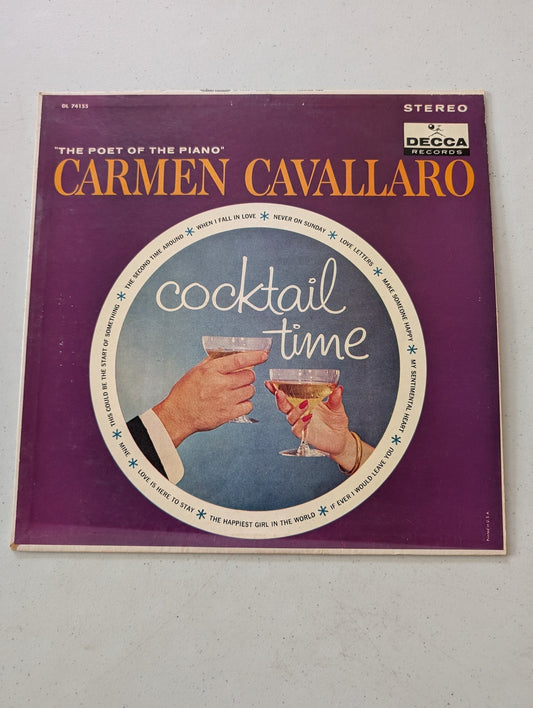 DL 74155
STEREO
DECCA
RECORDS
"THE POET OF THE PIANO"
CARMEN CAVALLARO
cocktail
time
WHEN I FALL IN LOVE * NEVER ON SUNDAY * LOVE LETTERS * MAKE SOMEONE HAPPY * MY SENTIMENTAL HEART * IF EVER I WOULD LEAVE YOU * THE HAPPIEST GIRL IN THE WORLD * LOVE IS HERE TO STAY * MINE * THIS COULD BE THE START OF SOMETHING * THE SECOND TIME AROUND *
Printed in U.S.A.